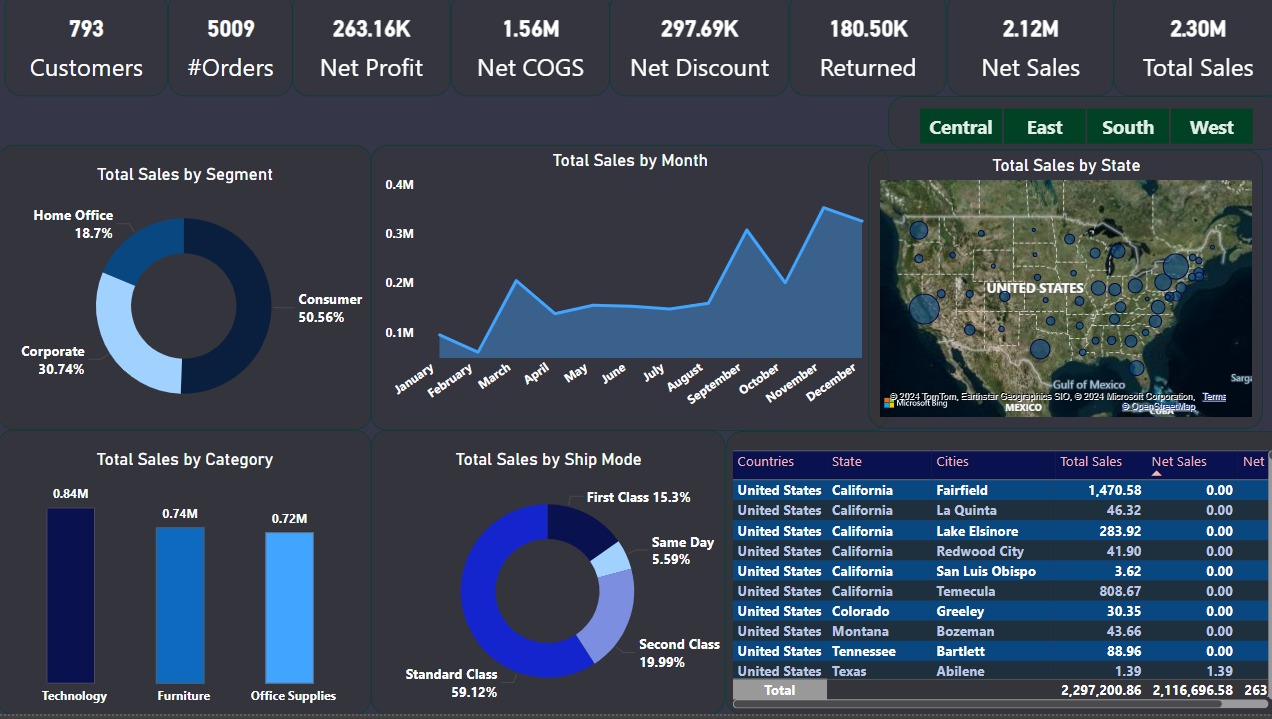 793
Customers
5009
#Orders
263.16K
Net Profit
1.56M
Net COGS
297.69K
Net Discount
180.50K
Returned
2.12M
Net Sales
2.30M
Total Sales
Central East South West
Total Sales by Segment
Home Office
18.7%
Consumer
50.56%
Corporate
30.74%
Total Sales by Month
0.4M
0.3M
0.2M
0.1M
January
February
March
April
May
June
July
August
September
October
November
December
Total Sales by State
UNITED STATES
Gulf of Mexico
Sarga
© 2024 TomTom, Earthstar Geographics SIO, © 2024 Microsoft Corporation, Terms
Microsoft Bing
© OpenStreetMap
MEXICO
CUBA
Total Sales by Category
0.84M
0.74M
0.72M
Technology
Furniture
Office Supplies
Total Sales by Ship Mode
First Class 15.3%
Same Day
5.59%
Second Class
19.99%
Standard Class
59.12%
Countries State Cities Total Sales Net Sales Net
United States California Fairfield 1,470.58 0.00
United States California La Quinta 46.32 0.00
United States California Lake Elsinore 283.92 0.00
United States California Redwood City 41.90 0.00
United States California San Luis Obispo 3.62 0.00
United States California Temecula 808.67 0.00
United States Colorado Greeley 30.35 0.00
United States Montana Bozeman 43.66 0.00
United States Tennessee Bartlett 88.96 0.00
United States Texas Abilene 1.39 1.39
Total 2,297,200.86 2,116,696.58 263